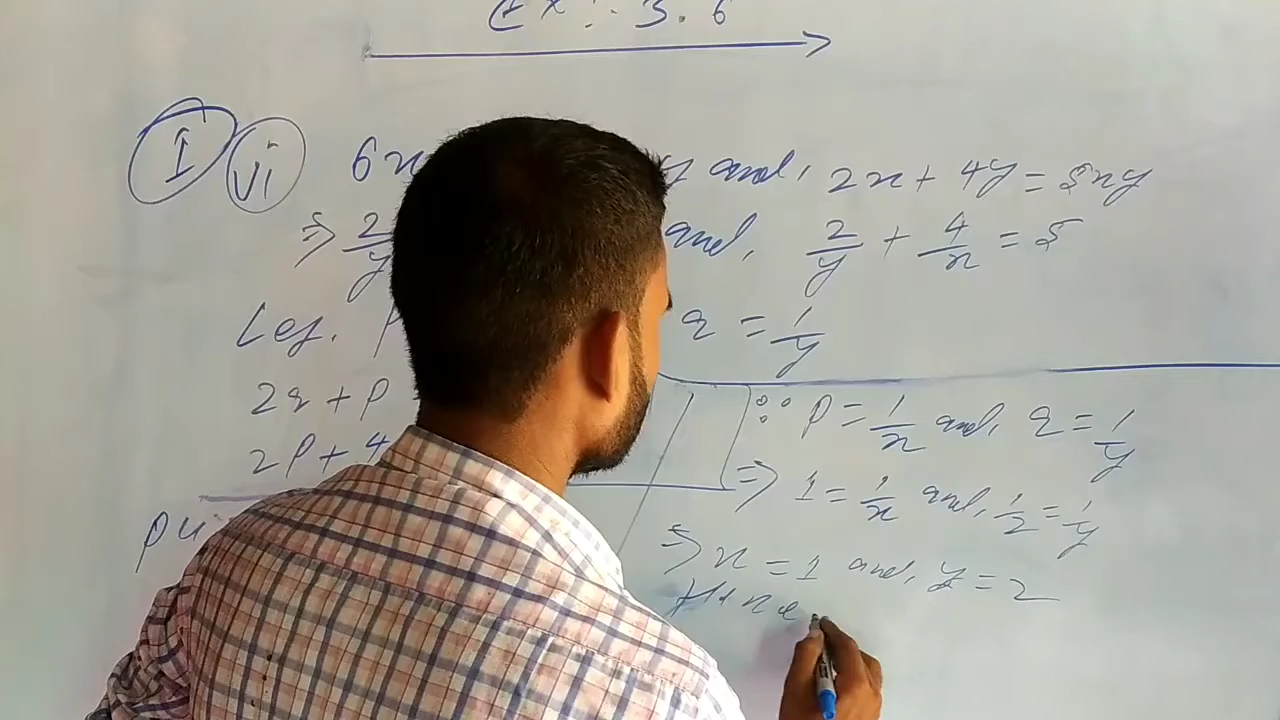 Ex: 3.6
I vi 6x y and, 2x + 4y = 5xy
⇒ 2/y and, 2/y + 4/x = 5
Let. P q = 1/y
2q + P
2P + 4
Pu
∵ P = 1/x and, q = 1/y
⇒ 1 = 1/x and, 1/2 = 1/y
⇒ x = 1 and, y = 2
Hence